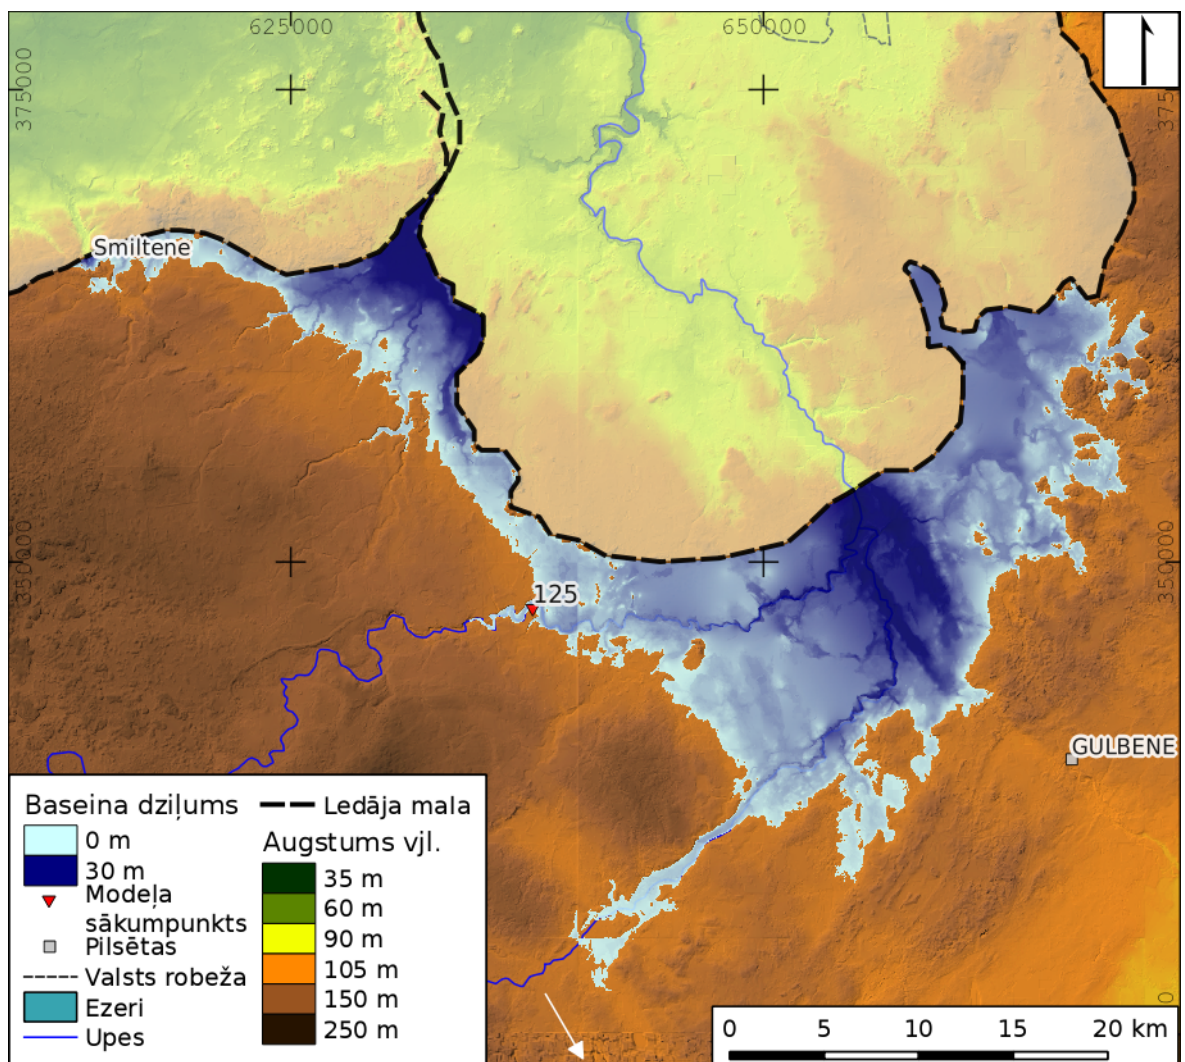 625000
650000
375000
375
Smiltene
350000
350000
125
GULBENE
Baseina dziļums
0 m
30 m
Modeļa
sākumpunkts
Pilsētas
Valsts robeža
Ezeri
Upes
Ledāja mala
Augstums vjl.
35 m
60 m
90 m
105 m
150 m
250 m
0
0
5
10
15
20 km